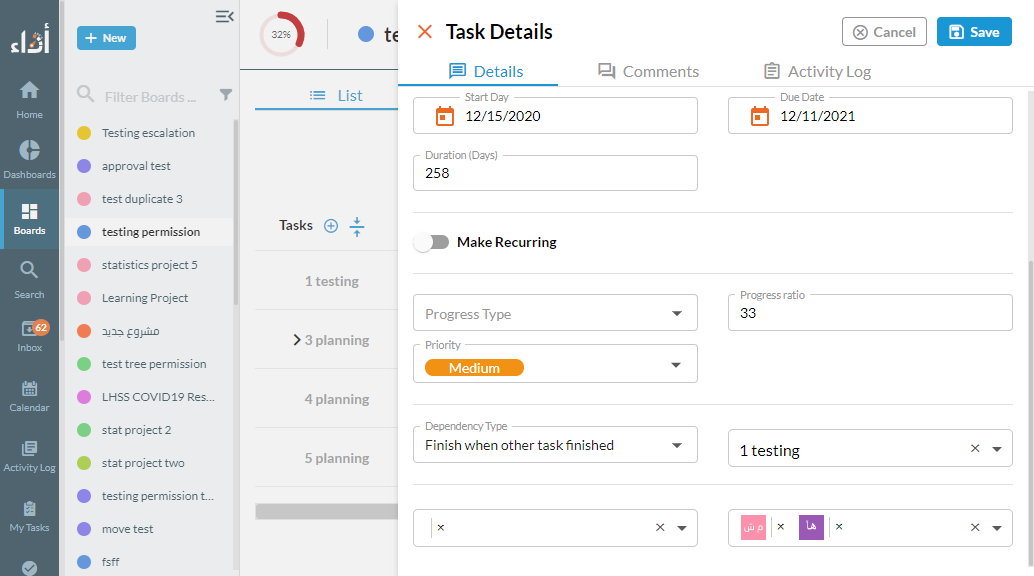 أداء
Home
Dashboards
Boards
Search
62
Inbox
Calendar
Activity Log
My Tasks
+ New
Filter Boards ...
Testing escalation
approval test
test duplicate 3
testing permission
statistics project 5
Learning Project
مشروع جديد
test tree permission
LHSS COVID19 Res...
stat project 2
stat project two
testing permission t...
move test
fsff
32%
te
List
Tasks
1 testing
3 planning
4 planning
5 planning
Task Details
Cancel
Save
Details
Comments
Activity Log
Start Day
12/15/2020
Due Date
12/11/2021
Duration (Days)
258
Make Recurring
Progress Type
Progress ratio
33
Priority
Medium
Dependency Type
Finish when other task finished
1 testing
م ش
ها